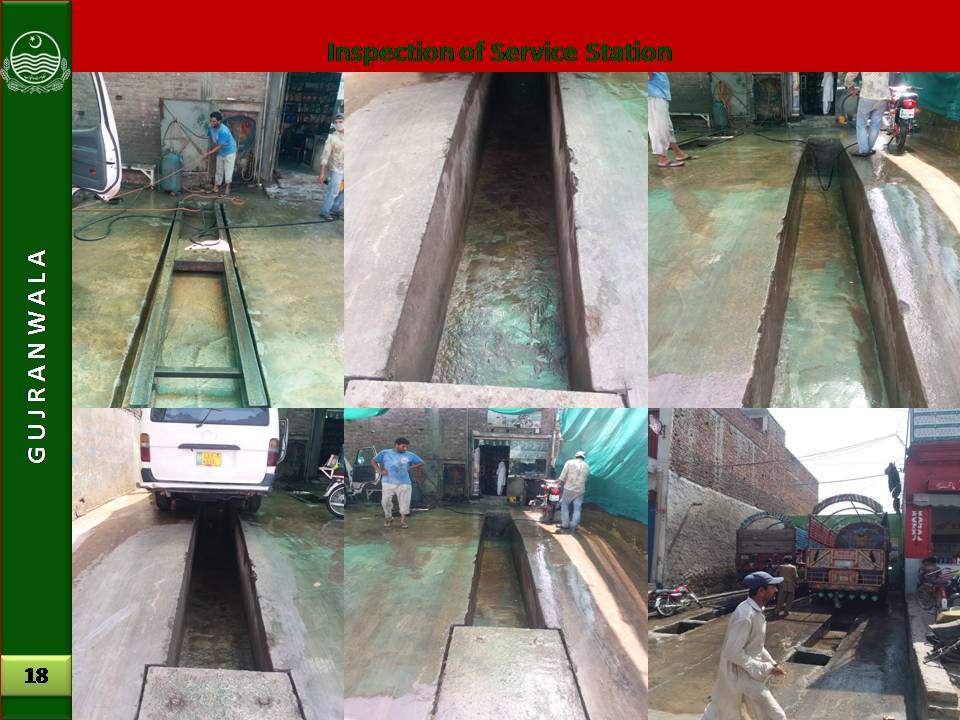 Inspection of Service Station
GUJRANWALA
18